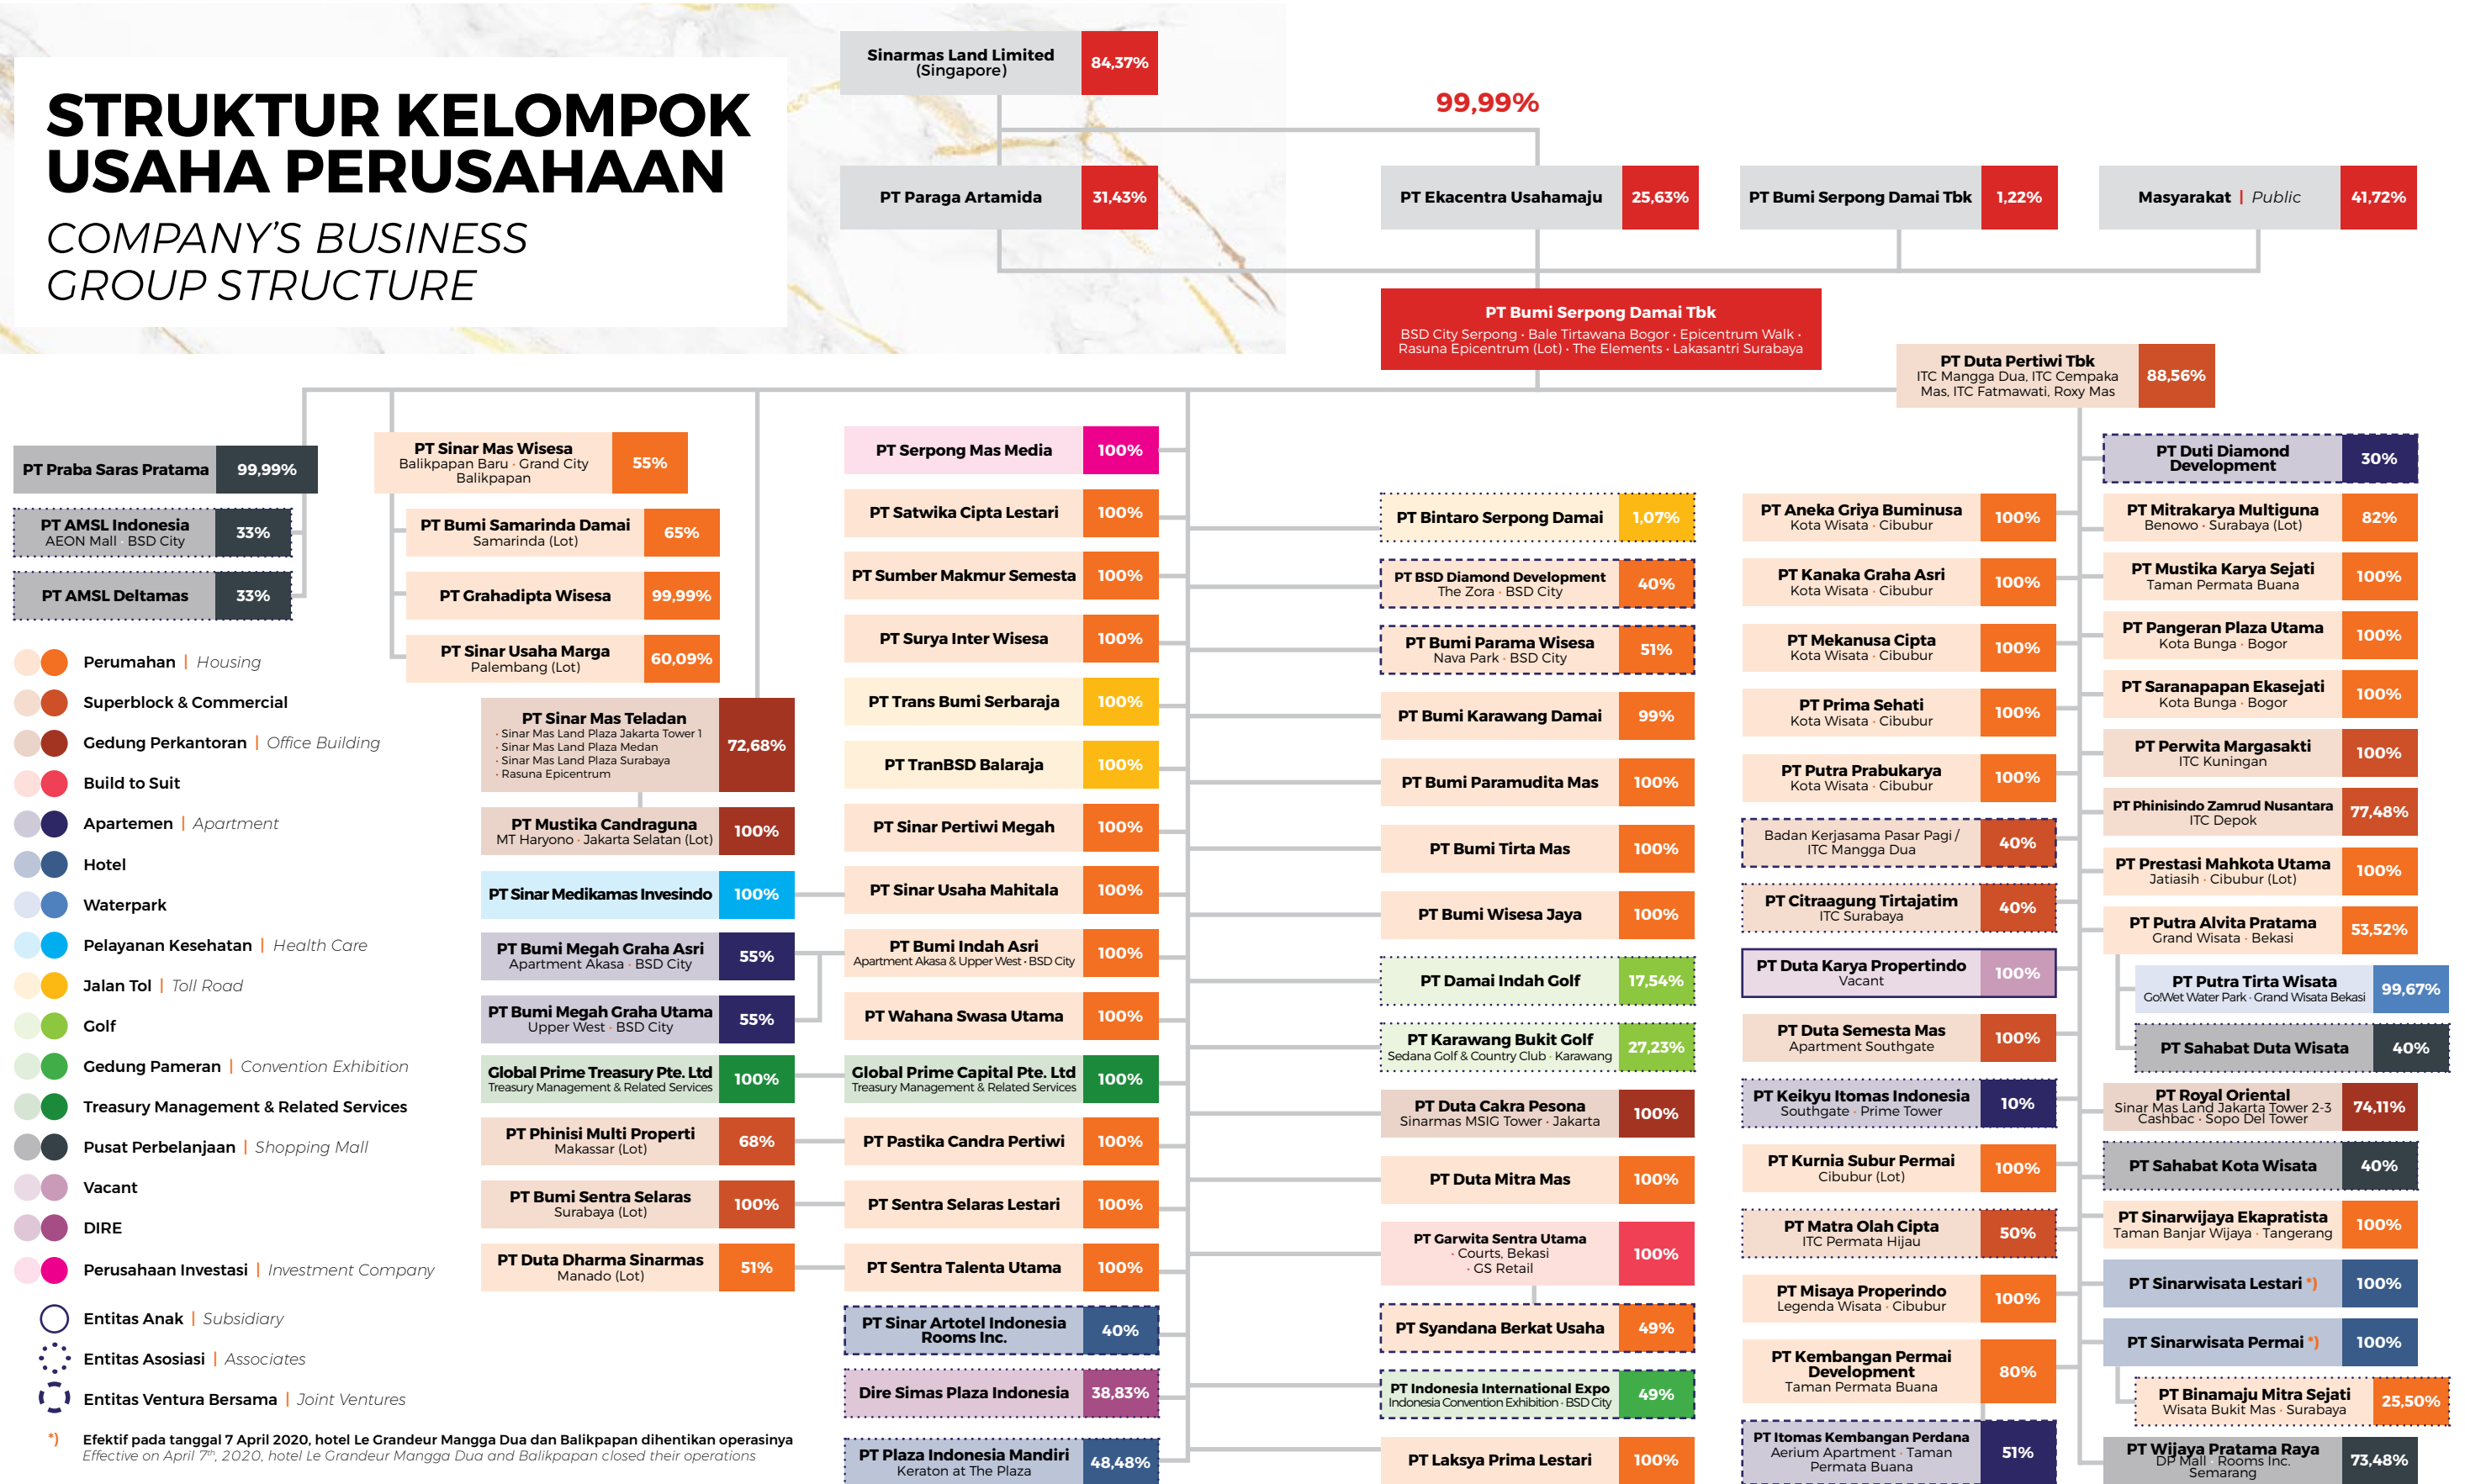 STRUKTUR KELOMPOK
USAHA PERUSAHAAN
COMPANY'S BUSINESS
GROUP STRUCTURE
Sinarmas Land Limited
(Singapore)
84,37%
99,99%
PT Paraga Artamida
31,43%
PT Ekacentra Usahamaju
25,63%
PT Bumi Serpong Damai Tbk
1,22%
Masyarakat | Public
41,72%
PT Bumi Serpong Damai Tbk
BSD City Serpong • Bale Tirtawana Bogor • Epicentrum Walk •
Rasuna Epicentrum (Lot) • The Elements • Lakasantri Surabaya
PT Duta Pertiwi Tbk
ITC Mangga Dua, ITC Cempaka
Mas, ITC Fatmawati, Roxy Mas
88,56%
PT Praba Saras Pratama
99,99%
PT AMSL Indonesia
AEON Mall • BSD City
33%
PT AMSL Deltamas
33%
PT Sinar Mas Wisesa
Balikpapan Baru • Grand City
Balikpapan
55%
PT Bumi Samarinda Damai
Samarinda (Lot)
65%
PT Grahadipta Wisesa
99,99%
PT Sinar Usaha Marga
Palembang (Lot)
60,09%
Perumahan | Housing
Superblock & Commercial
Gedung Perkantoran | Office Building
Build to Suit
Apartemen | Apartment
Hotel
Waterpark
Pelayanan Kesehatan | Health Care
Jalan Tol | Toll Road
Golf
Gedung Pameran | Convention Exhibition
Treasury Management & Related Services
Pusat Perbelanjaan | Shopping Mall
Vacant
DIRE
Perusahaan Investasi | Investment Company
Entitas Anak | Subsidiary
Entitas Asosiasi | Associates
Entitas Ventura Bersama | Joint Ventures
*) Efektif pada tanggal 7 April 2020, hotel Le Grandeur Mangga Dua dan Balikpapan dihentikan operasinya
Effective on April 7th, 2020, hotel Le Grandeur Mangga Dua and Balikpapan closed their operations
PT Sinar Mas Teladan
• Sinar Mas Land Plaza Jakarta Tower 1
• Sinar Mas Land Plaza Medan
• Sinar Mas Land Plaza Surabaya
• Rasuna Epicentrum
72,68%
PT Mustika Candraguna
MT Haryono • Jakarta Selatan (Lot)
100%
PT Sinar Medikamas Invesindo
100%
PT Bumi Megah Graha Asri
Apartment Akasa • BSD City
55%
PT Bumi Megah Graha Utama
Upper West • BSD City
55%
Global Prime Treasury Pte. Ltd
Treasury Management & Related Services
100%
PT Phinisi Multi Properti
Makassar (Lot)
68%
PT Bumi Sentra Selaras
Surabaya (Lot)
100%
PT Duta Dharma Sinarmas
Manado (Lot)
51%
PT Serpong Mas Media
100%
PT Satwika Cipta Lestari
100%
PT Sumber Makmur Semesta
100%
PT Surya Inter Wisesa
100%
PT Trans Bumi Serbaraja
100%
PT TranBSD Balaraja
100%
PT Sinar Pertiwi Megah
100%
PT Sinar Usaha Mahitala
100%
PT Bumi Indah Asri
Apartment Akasa & Upper West • BSD City
100%
PT Wahana Swasa Utama
100%
Global Prime Capital Pte. Ltd
Treasury Management & Related Services
100%
PT Pastika Candra Pertiwi
100%
PT Sentra Selaras Lestari
100%
PT Sentra Talenta Utama
100%
PT Sinar Artotel Indonesia
Rooms Inc.
40%
Dire Simas Plaza Indonesia
38,83%
PT Plaza Indonesia Mandiri
Keraton at The Plaza
48,48%
PT Bintaro Serpong Damai
1,07%
PT BSD Diamond Development
The Zora • BSD City
40%
PT Bumi Parama Wisesa
Nava Park • BSD City
51%
PT Bumi Karawang Damai
99%
PT Bumi Paramudita Mas
100%
PT Bumi Tirta Mas
100%
PT Bumi Wisesa Jaya
100%
PT Damai Indah Golf
17,54%
PT Karawang Bukit Golf
Sedana Golf & Country Club • Karawang
27,23%
PT Duta Cakra Pesona
Sinarmas MSIG Tower • Jakarta
100%
PT Duta Mitra Mas
100%
PT Garwita Sentra Utama
• Courts, Bekasi
• GS Retail
100%
PT Syandana Berkat Usaha
49%
PT Indonesia International Expo
Indonesia Convention Exhibition • BSD City
49%
PT Laksya Prima Lestari
100%
PT Aneka Griya Buminusa
Kota Wisata • Cibubur
100%
PT Kanaka Graha Asri
Kota Wisata • Cibubur
100%
PT Mekanusa Cipta
Kota Wisata • Cibubur
100%
PT Prima Sehati
Kota Wisata • Cibubur
100%
PT Putra Prabukarya
Kota Wisata • Cibubur
100%
Badan Kerjasama Pasar Pagi /
ITC Mangga Dua
40%
PT Citraagung Tirtajatim
ITC Surabaya
40%
PT Duta Karya Propertindo
Vacant
100%
PT Duta Semesta Mas
Apartment Southgate
100%
PT Keikyu Itomas Indonesia
Southgate • Prime Tower
10%
PT Kurnia Subur Permai
Cibubur (Lot)
100%
PT Matra Olah Cipta
ITC Permata Hijau
50%
PT Misaya Properindo
Legenda Wisata • Cibubur
100%
PT Kembangan Permai
Development
Taman Permata Buana
80%
PT Itomas Kembangan Perdana
Aerium Apartment • Taman
Permata Buana
51%
PT Duti Diamond
Development
30%
PT Mitrakarya Multiguna
Benowo • Surabaya (Lot)
82%
PT Mustika Karya Sejati
Taman Permata Buana
100%
PT Pangeran Plaza Utama
Kota Bunga • Bogor
100%
PT Saranapapan Ekasejati
Kota Bunga • Bogor
100%
PT Perwita Margasakti
ITC Kuningan
100%
PT Phinisindo Zamrud Nusantara
ITC Depok
77,48%
PT Prestasi Mahkota Utama
Jatiasih • Cibubur (Lot)
100%
PT Putra Alvita Pratama
Grand Wisata • Bekasi
53,52%
PT Putra Tirta Wisata
Go!Wet Water Park • Grand Wisata Bekasi
99,67%
PT Sahabat Duta Wisata
40%
PT Royal Oriental
Sinar Mas Land Jakarta Tower 2-3
Cashbac • Sopo Del Tower
74,11%
PT Sahabat Kota Wisata
40%
PT Sinarwijaya Ekapratista
Taman Banjar Wijaya • Tangerang
100%
PT Sinarwisata Lestari *)
100%
PT Sinarwisata Permai *)
100%
PT Binamaju Mitra Sejati
Wisata Bukit Mas • Surabaya
25,50%
PT Wijaya Pratama Raya
DP Mall • Rooms Inc.
Semarang
73,48%